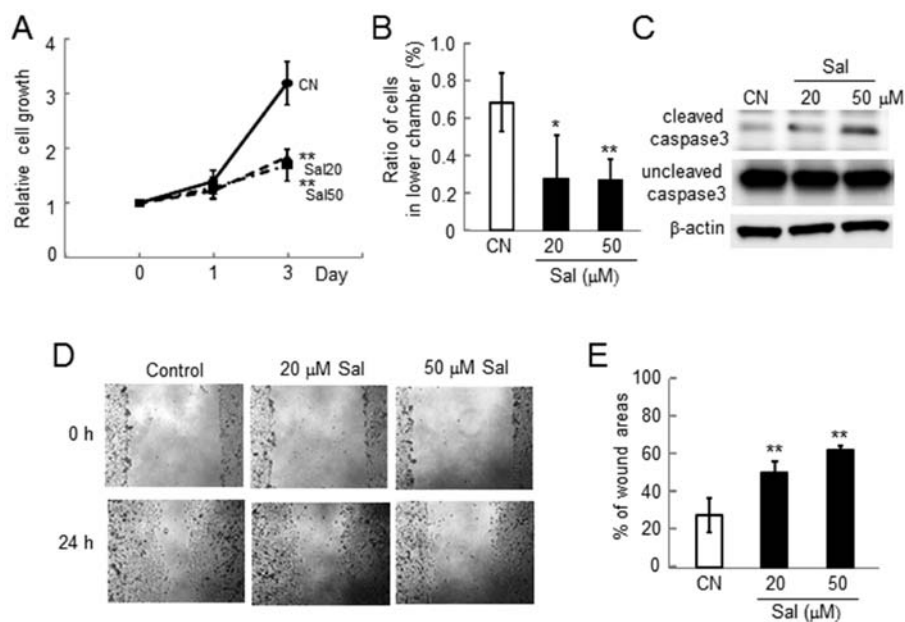 A
Relative cell growth
4
3
2
1
0
0 1 3 Day
CN
**
Sal20
**
Sal50
B
Ratio of cells
in lower chamber (%)
1.0
0.8
0.6
0.4
0.2
0
*
**
CN 20 50
Sal (μM)
C
Sal
CN 20 50 μM
cleaved
caspase3
uncleaved
caspase3
β-actin
D
Control 20 μM Sal 50 μM Sal
0 h
24 h
E
% of wound areas
100
80
60
40
20
0
**
**
CN 20 50
Sal (μM)